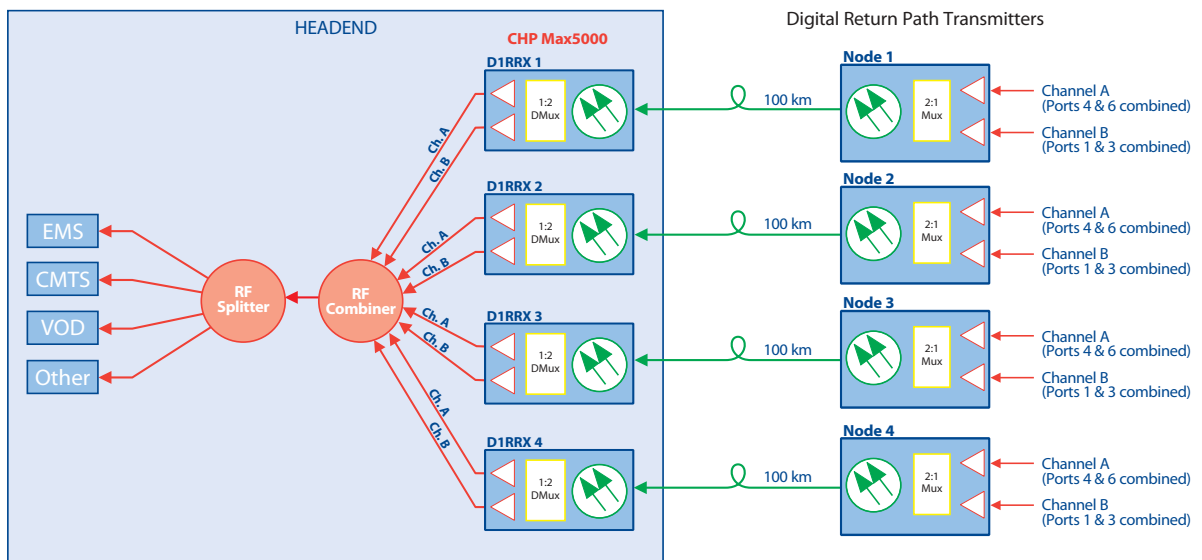 HEADEND
Digital Return Path Transmitters
CHP Max5000
D1RRX 1
1:2
DMux
Ch. A
Ch. B
100 km
Node 1
2:1
Mux
Channel A
(Ports 4 & 6 combined)
Channel B
(Ports 1 & 3 combined)
D1RRX 2
1:2
DMux
Ch. A
Ch. B
100 km
Node 2
2:1
Mux
Channel A
(Ports 4 & 6 combined)
Channel B
(Ports 1 & 3 combined)
EMS
CMTS
VOD
Other
RF
Splitter
RF
Combiner
D1RRX 3
1:2
DMux
Ch. A
Ch. B
100 km
Node 3
2:1
Mux
Channel A
(Ports 4 & 6 combined)
Channel B
(Ports 1 & 3 combined)
D1RRX 4
1:2
DMux
Ch. A
Ch. B
100 km
Node 4
2:1
Mux
Channel A
(Ports 4 & 6 combined)
Channel B
(Ports 1 & 3 combined)